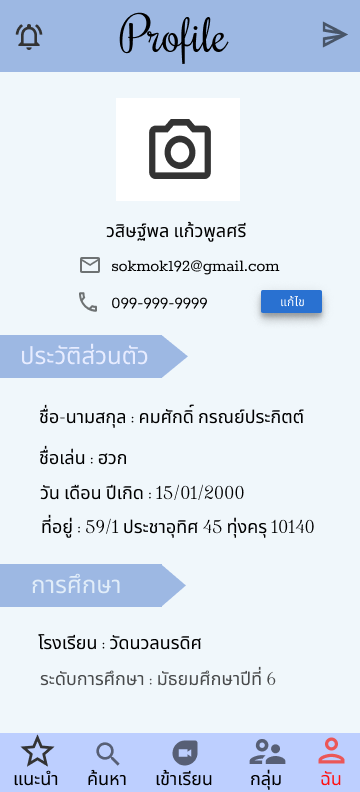 Profile
วสิษฐ์พล แก้วพูลศรี
sokmok192@gmail.com
099-999-9999
แก้ไข
ประวัติส่วนตัว
ชื่อ-นามสกุล : คมศักดิ์ กรณย์ประกิตต์
ชื่อเล่น : ฮวก
วัน เดือน ปีเกิด : 15/01/2000
ที่อยู่ : 59/1 ประชาอุทิศ 45 ทุ่งครุ 10140
การศึกษา
โรงเรียน : วัดนวลนรดิศ
ระดับการศึกษา : มัธยมศึกษาปีที่ 6
แนะนำ ค้นหา เข้าเรียน กลุ่ม ฉัน